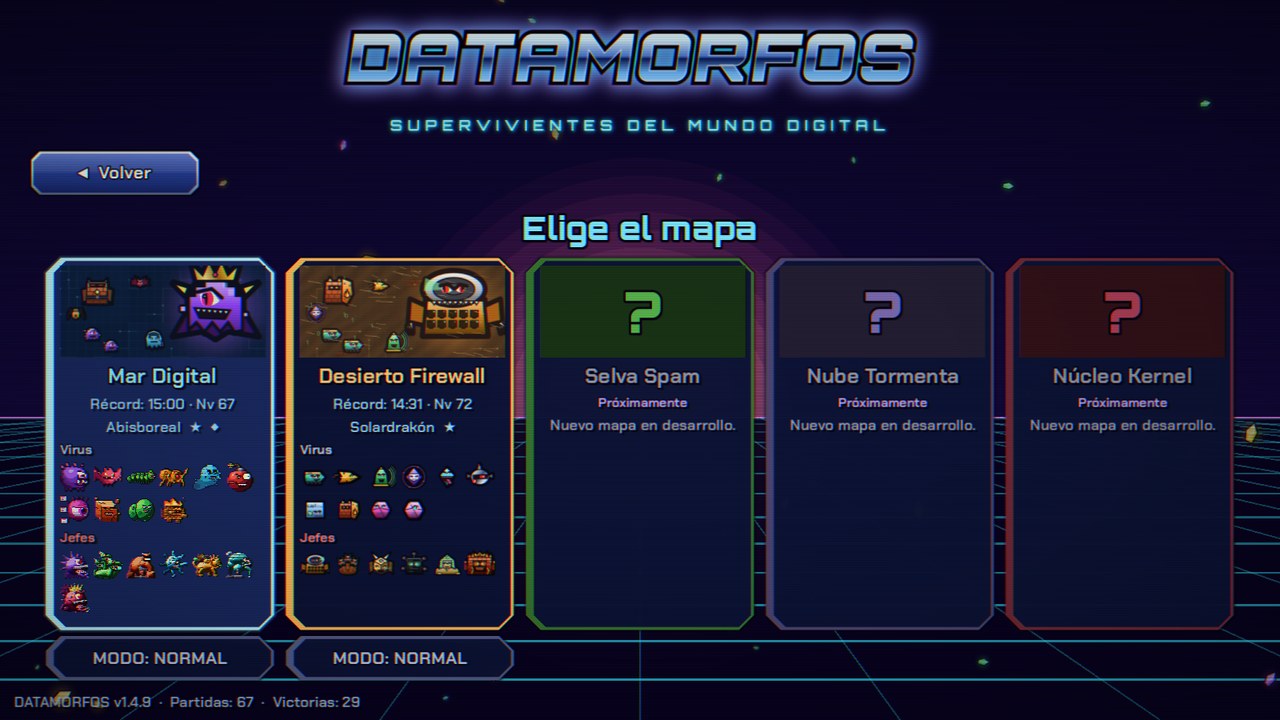 DATAMORFOS
SUPERVIVIENTES DEL MUNDO DIGITAL
◄ Volver
Elige el mapa
Mar Digital
Récord: 15:00 · Nv 67
Abisboreal ★ ◆
Virus
Jefes
MODO: NORMAL
Desierto Firewall
Récord: 14:31 · Nv 72
Solardrakón ★
Virus
Jefes
MODO: NORMAL
?
Selva Spam
Próximamente
Nuevo mapa en desarrollo.
?
Nube Tormenta
Próximamente
Nuevo mapa en desarrollo.
?
Núcleo Kernel
Próximamente
Nuevo mapa en desarrollo.
DATAMORFOS v1.4.9 · Partidas: 67 · Victorias: 29